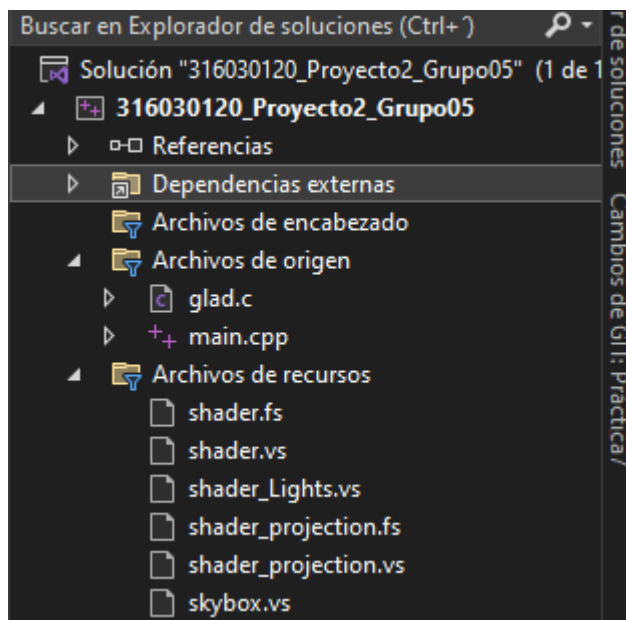 Buscar en Explorador de soluciones (Ctrl+´)
Solución "316030120_Proyecto2_Grupo05" (1 de 1
316030120_Proyecto2_Grupo05
Referencias
Dependencias externas
Archivos de encabezado
Archivos de origen
glad.c
main.cpp
Archivos de recursos
shader.fs
shader.vs
shader_Lights.vs
shader_projection.fs
shader_projection.vs
skybox.vs
r de soluciones
Cambios de GIT: Práctica7